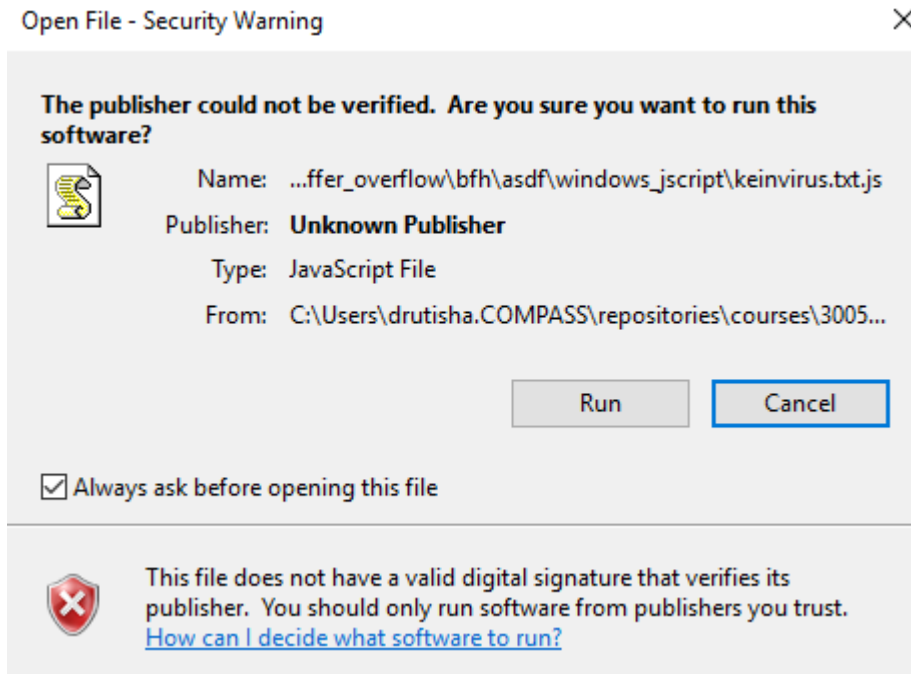 Open File - Security Warning
The publisher could not be verified. Are you sure you want to run this
software?
Name: ...ffer_overflow\bfh\asdf\windows_jscript\keinvirus.txt.js
Publisher: Unknown Publisher
Type: JavaScript File
From: C:\Users\drutisha.COMPASS\repositories\courses\3005...
Run Cancel
Always ask before opening this file
This file does not have a valid digital signature that verifies its
publisher. You should only run software from publishers you trust.
How can I decide what software to run?